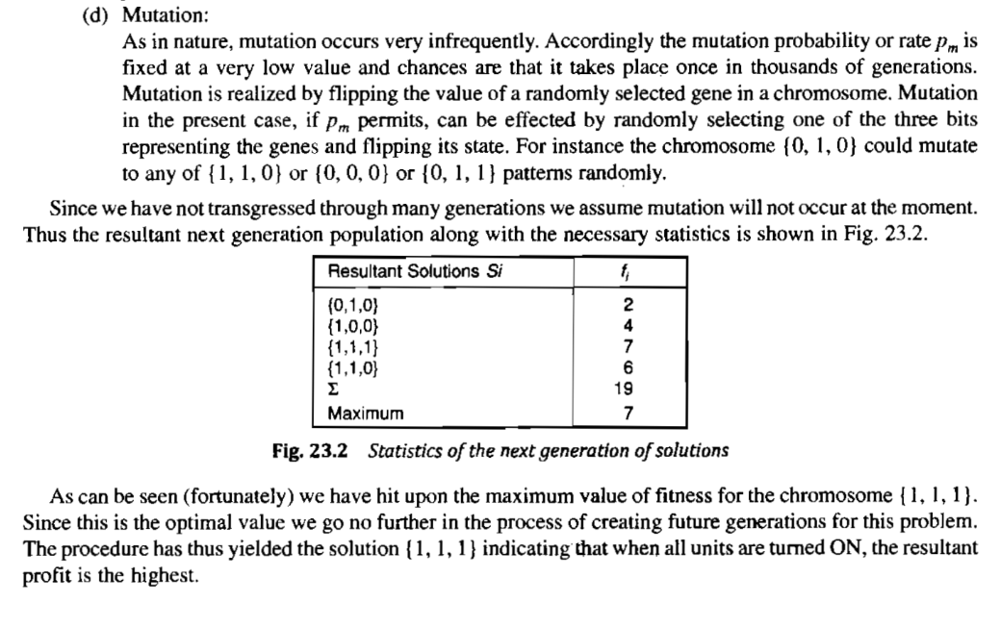 (d) Mutation:
As in nature, mutation occurs very infrequently. Accordingly the mutation probability or rate pm is
fixed at a very low value and chances are that it takes place once in thousands of generations.
Mutation is realized by flipping the value of a randomly selected gene in a chromosome. Mutation
in the present case, if pm permits, can be effected by randomly selecting one of the three bits
representing the genes and flipping its state. For instance the chromosome {0, 1, 0} could mutate
to any of {1, 1, 0} or {0, 0, 0} or {0, 1, 1} patterns randomly.
Since we have not transgressed through many generations we assume mutation will not occur at the moment.
Thus the resultant next generation population along with the necessary statistics is shown in Fig. 23.2.
Resultant Solutions Si fi
{0,1,0} 2
{1,0,0} 4
{1,1,1} 7
{1,1,0} 6
Σ 19
Maximum 7
Fig. 23.2 Statistics of the next generation of solutions
As can be seen (fortunately) we have hit upon the maximum value of fitness for the chromosome {1, 1, 1}.
Since this is the optimal value we go no further in the process of creating future generations for this problem.
The procedure has thus yielded the solution {1, 1, 1} indicating that when all units are turned ON, the resultant
profit is the highest.